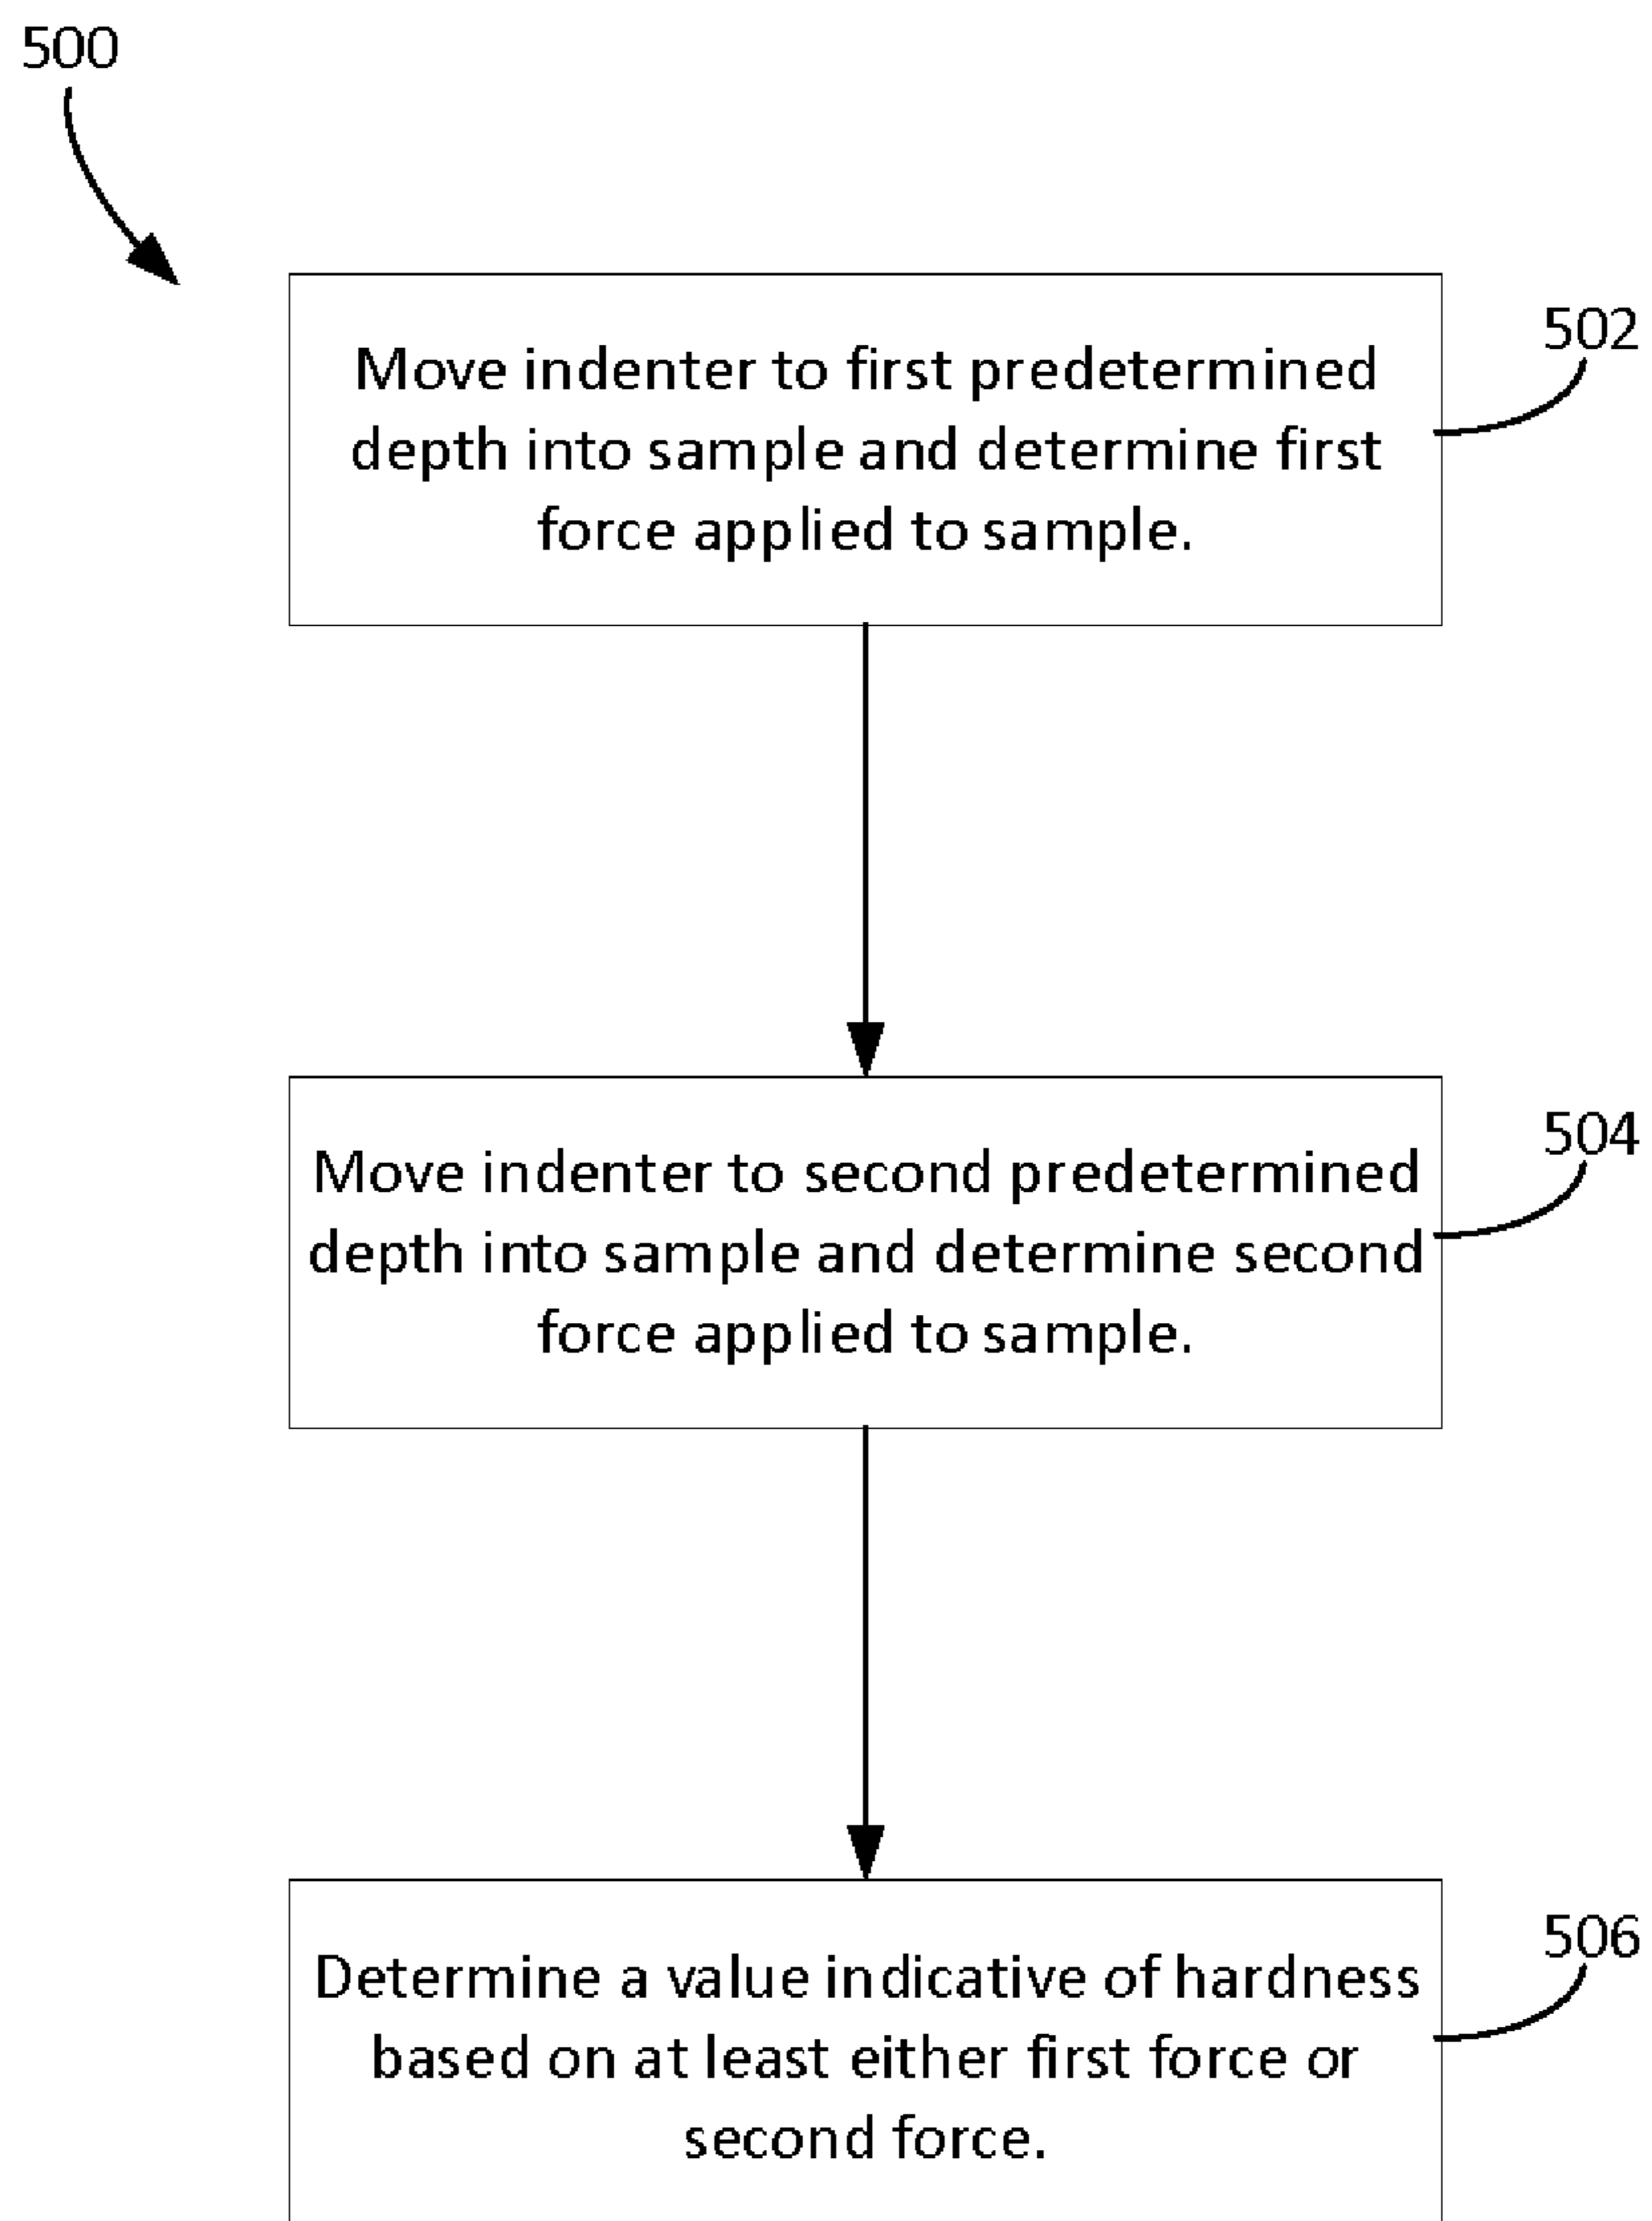 500
Move indenter to first predetermined
depth into sample and determine first
force applied to sample.
502
Move indenter to second predetermined
depth into sample and determine second
force applied to sample.
504
Determine a value indicative of hardness
based on at least either first force or
second force.
506